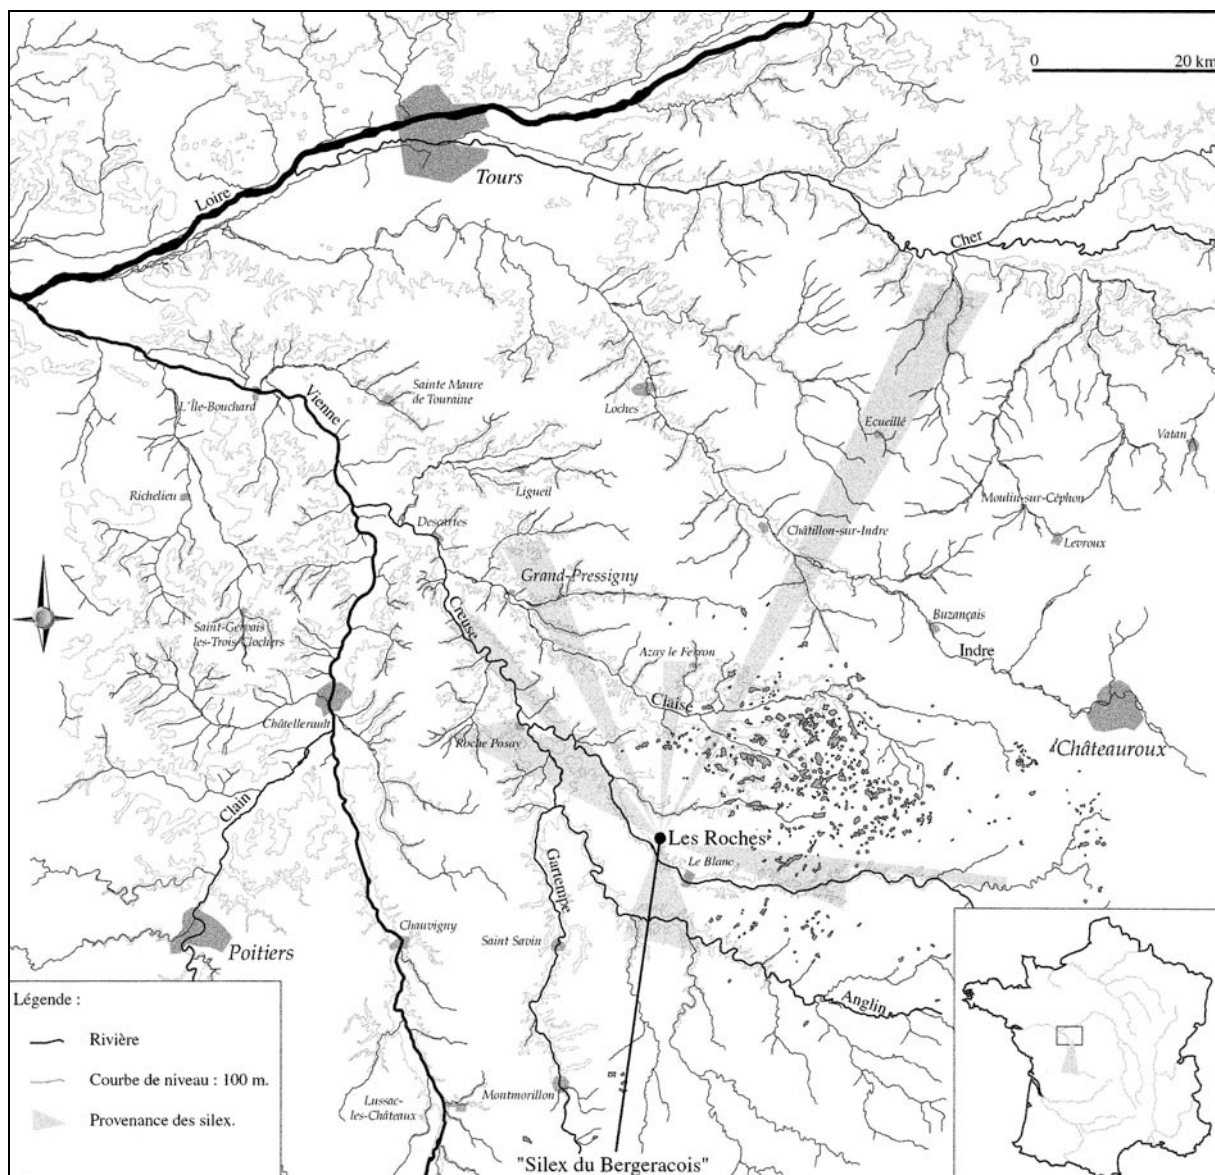 0 20 km
Tours
Loire
Cher
Vienne
Sainte Maure
de Touraine
L'Île-Bouchard
Loches
Ecueillé
Vatan
Richelieu
Ligueil
Moulin-sur-Céphon
Descartes
Châtillon-sur-Indre
Levroux
Grand-Pressigny
Creuse
Saint-Gervais
les-Trois-Clochers
Buzançais
Azay le Ferron
Indre
Claise
Châtellerault
Roche Posay
Châteauroux
Clain
Les Roches
Le Blanc
Gartempe
Chauvigny
Saint Savin
Poitiers
Anglin
Légende :
Rivière
Courbe de niveau : 100 m.
Lussac-
les-Châteaux
Montmorillon
Provenance des silex.
"Silex du Bergeracois"